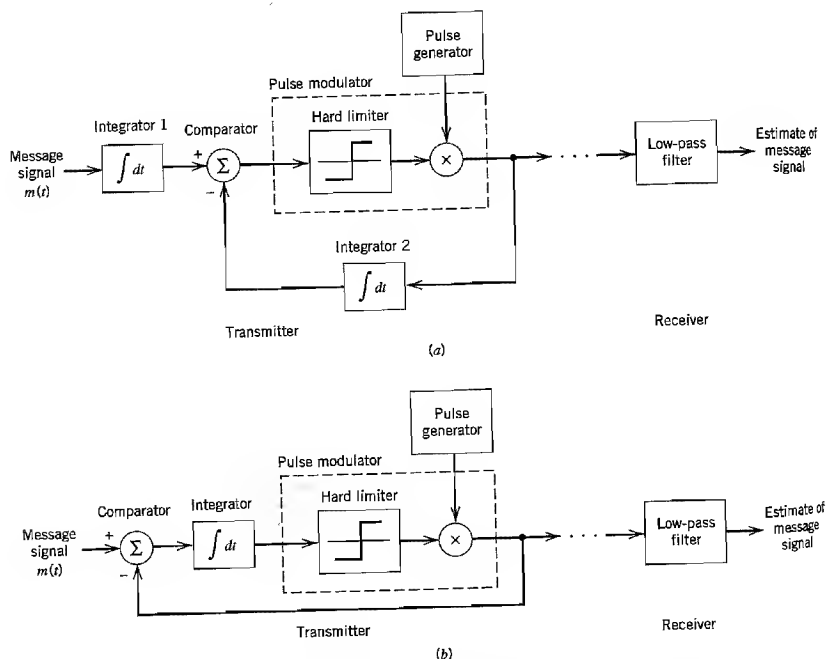 Pulse
generator
Pulse modulator
Integrator 1
Comparator
Hard limiter
Message
signal
m(t)
∫ dt
+
Σ
−
×
Low-pass
filter
Estimate of
message
signal
Integrator 2
∫ dt
Transmitter
Receiver
(a)
Pulse
generator
Pulse modulator
Comparator
Integrator
Hard limiter
Message
signal
m(t)
+
Σ
−
∫ dt
×
Low-pass
filter
Estimate of
message
signal
Transmitter
Receiver
(b)